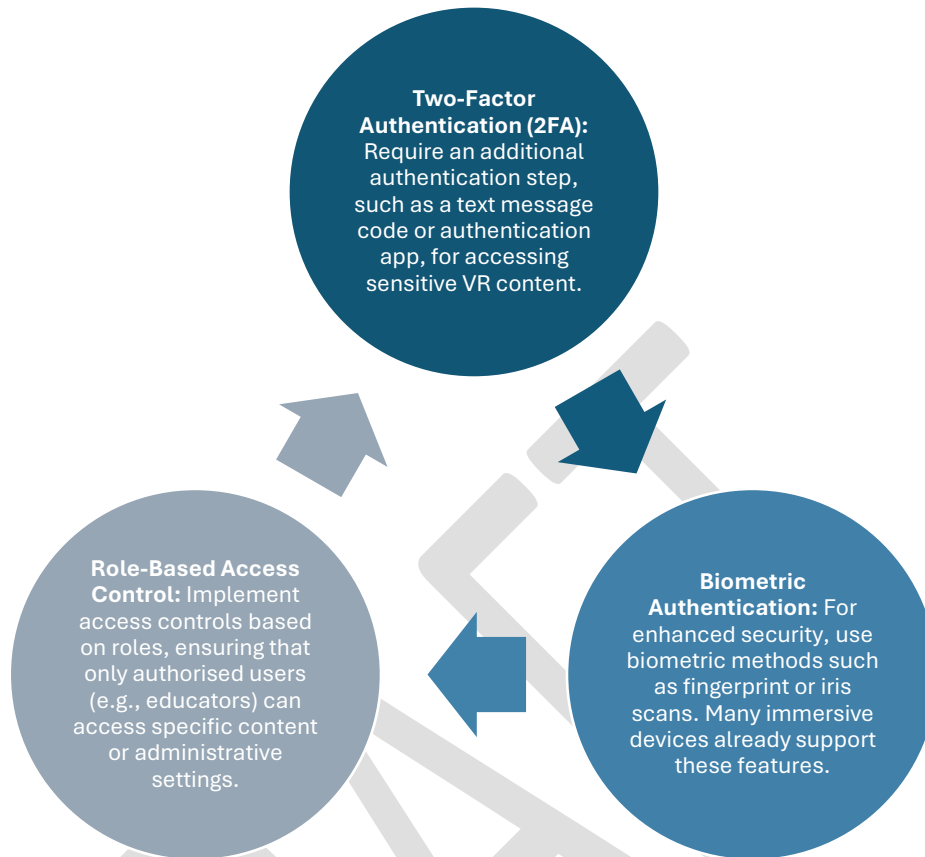 Two-Factor
Authentication (2FA):
Require an additional
authentication step,
such as a text message
code or authentication
app, for accessing
sensitive VR content.
Biometric
Authentication: For
enhanced security, use
biometric methods such
as fingerprint or iris
scans. Many immersive
devices already support
these features.
Role-Based Access
Control: Implement
access controls based
on roles, ensuring that
only authorised users
(e.g., educators) can
access specific content
or administrative
settings.